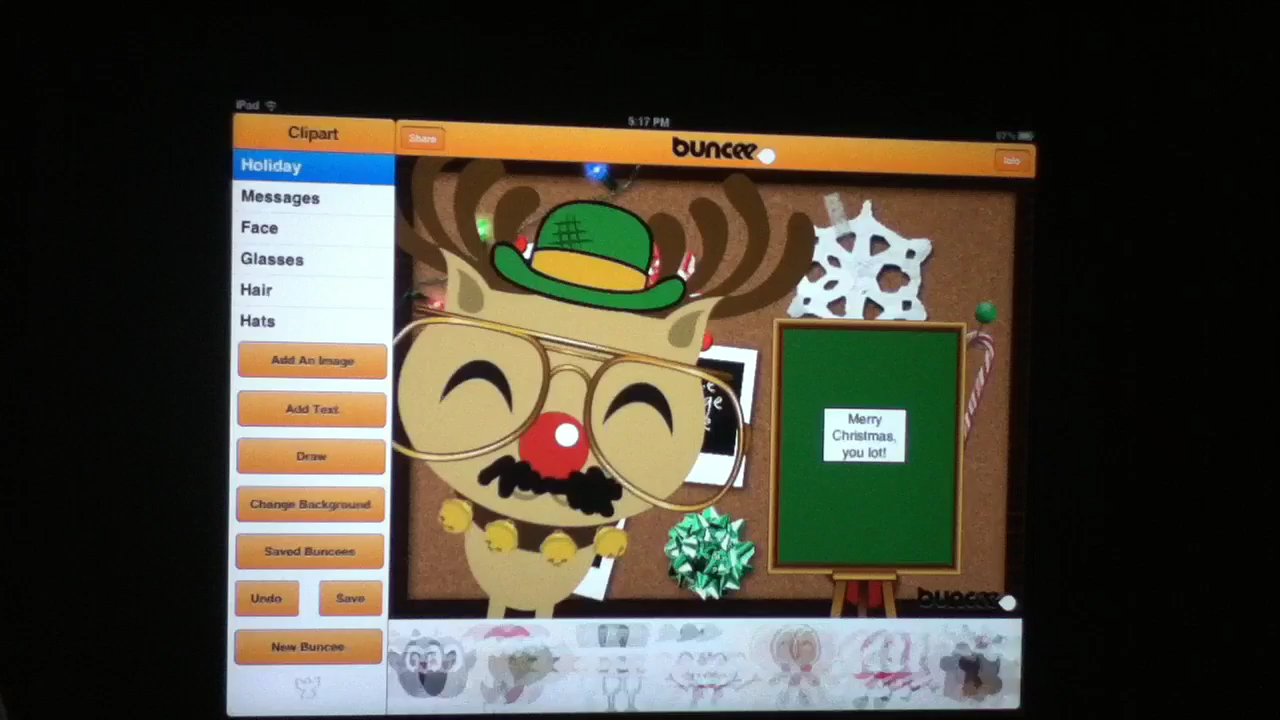 iPad
5:17 PM
87%
Clipart
Share
buncee
Info
Holiday
Messages
Face
Glasses
Hair
Hats
Add An Image
Add Text
Draw
Change Background
Saved Buncees
Undo
Save
New Buncee
Merry
Christmas,
you lot!
buncee